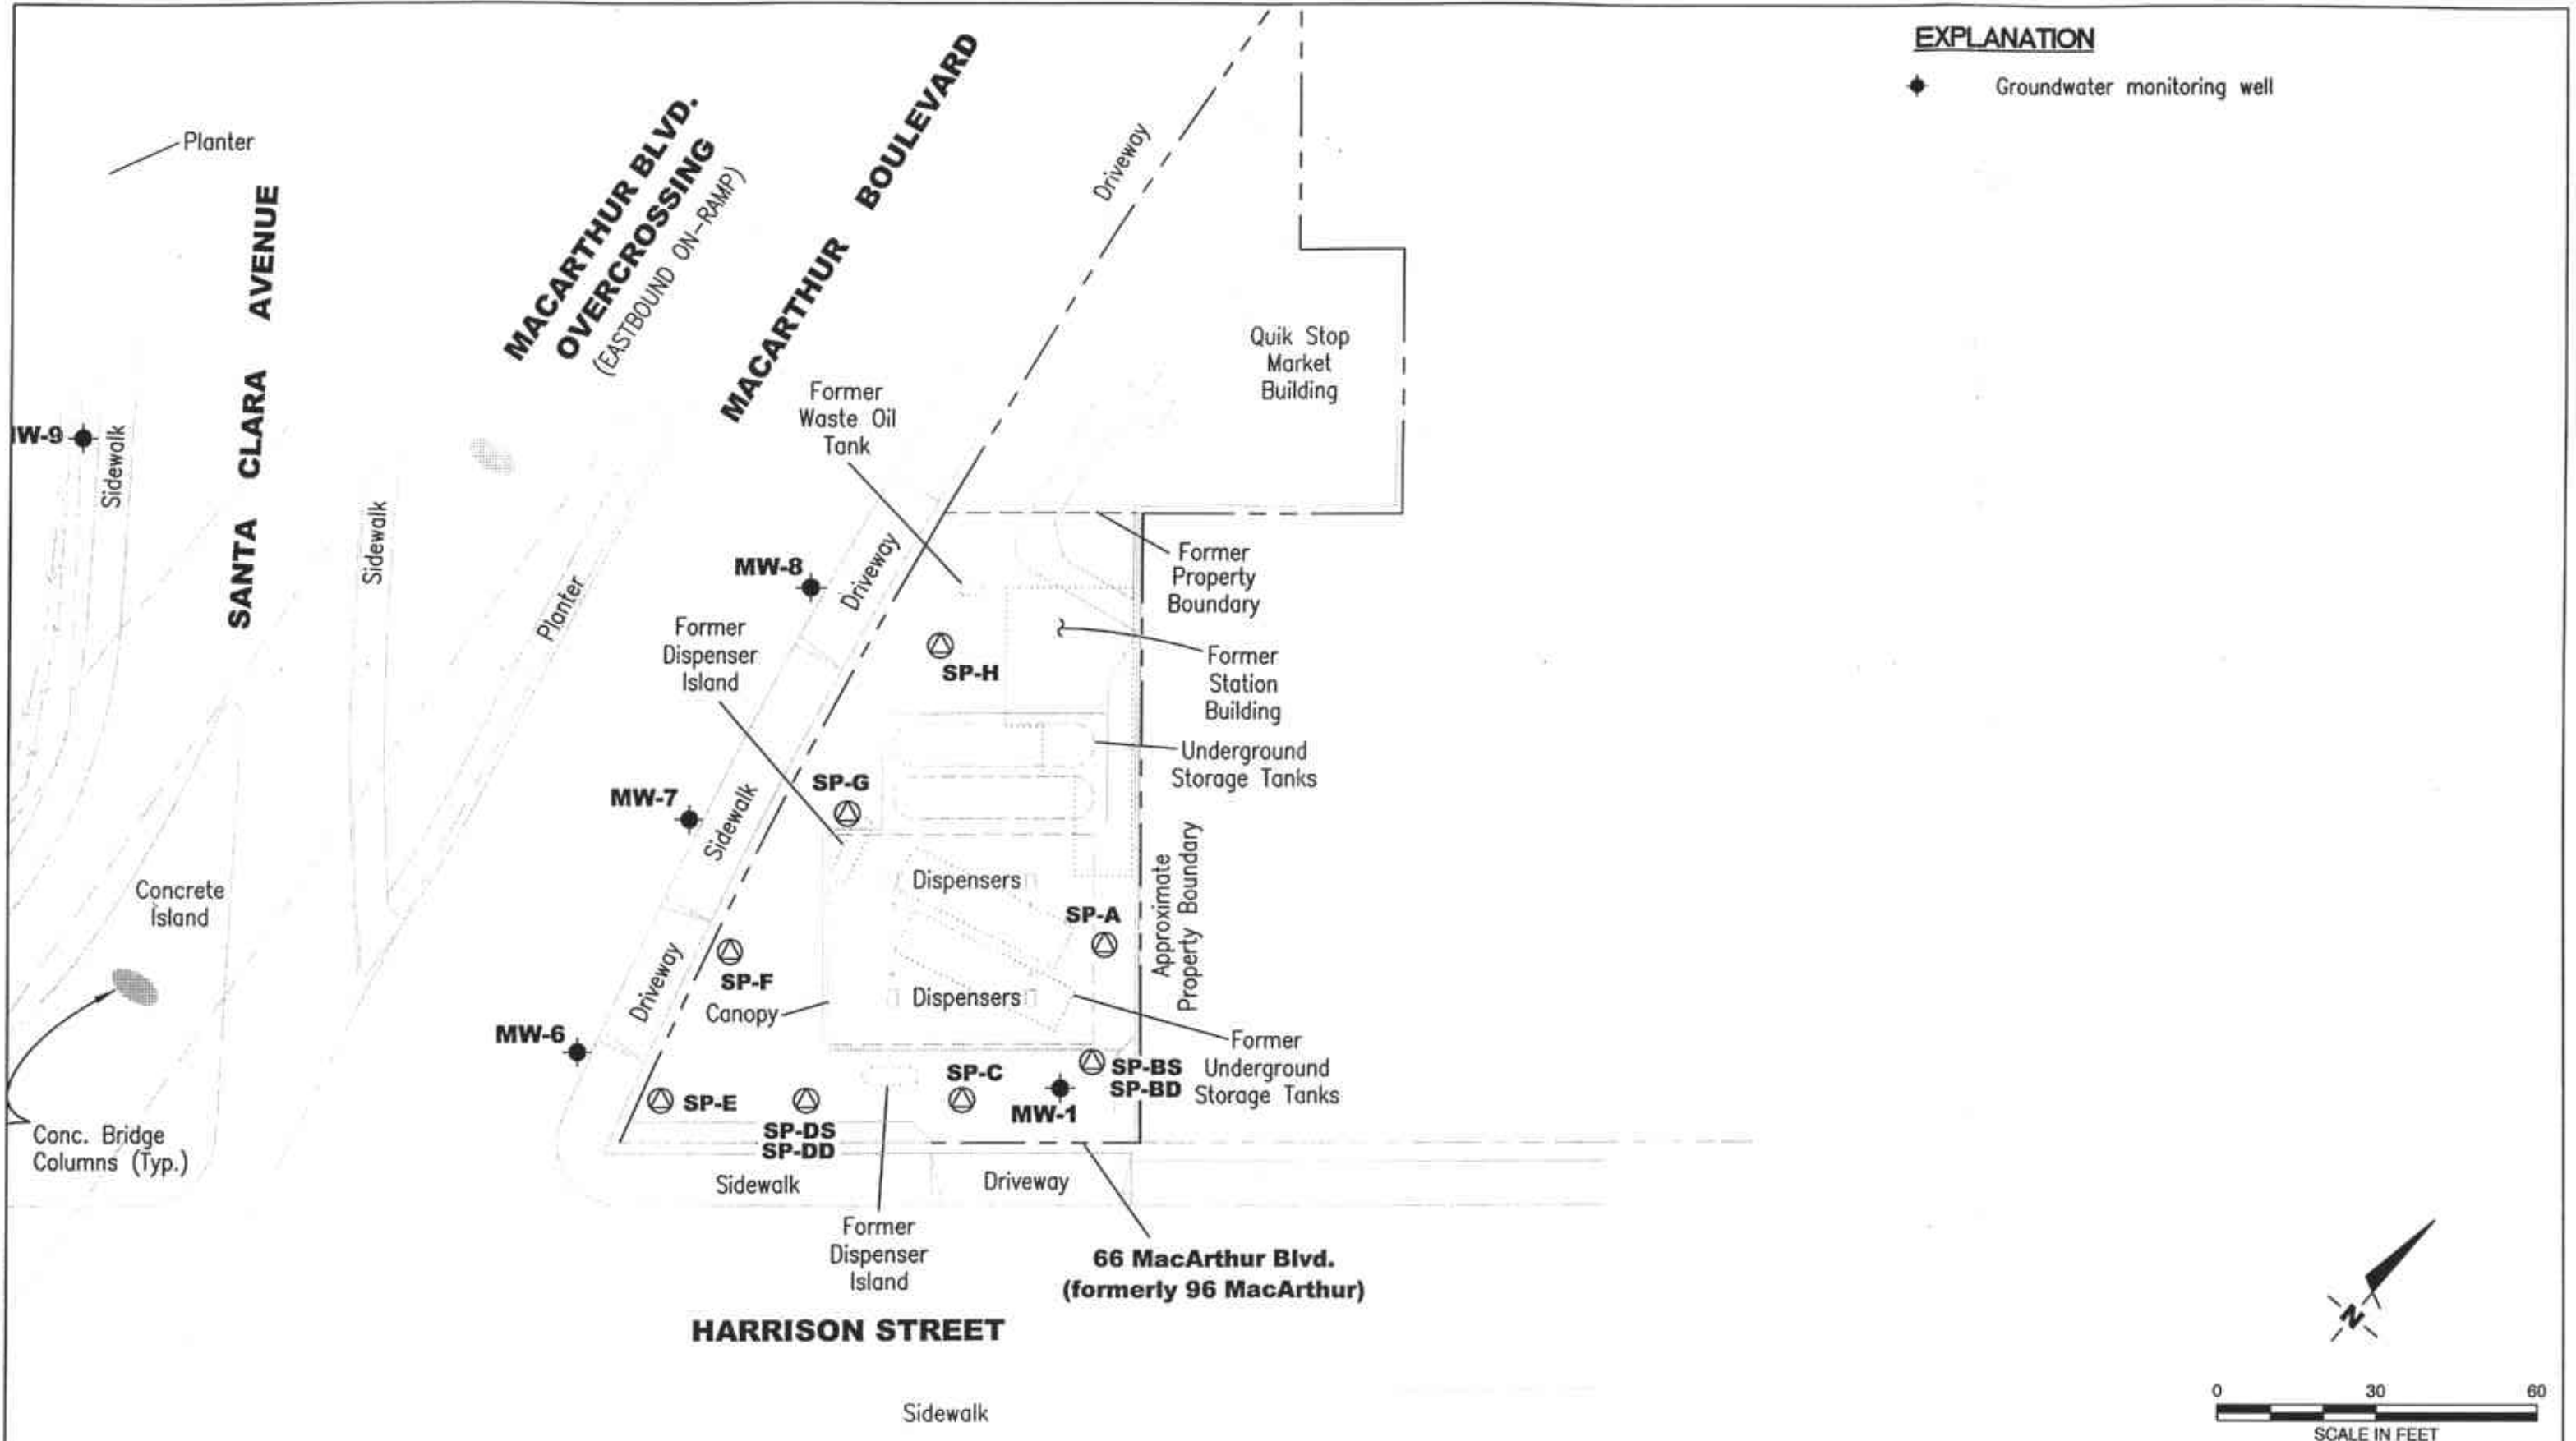 EXPLANATION
Groundwater monitoring well
Planter
SANTA CLARA AVENUE
MACARTHUR BLVD.
OVERCROSSING
(EASTBOUND ON-RAMP)
MACARTHUR BOULEVARD
Driveway
Quik Stop
Market
Building
Former
Waste Oil
Tank
IW-9
Sidewalk
Sidewalk
Planter
MW-8
Driveway
Former
Property
Boundary
Former
Dispenser
Island
SP-H
Former
Station
Building
Underground
Storage Tanks
SP-G
MW-7
Sidewalk
Concrete
Island
Dispensers
SP-A
Approximate
Property Boundary
SP-F
Driveway
Canopy
Dispensers
MW-6
Former
Underground
Storage Tanks
SP-BS
SP-BD
SP-C
MW-1
SP-E
SP-DS
SP-DD
Conc. Bridge
Columns (Typ.)
Sidewalk
Driveway
Former
Dispenser
Island
66 MacArthur Blvd.
(formerly 96 MacArthur)
HARRISON STREET
Sidewalk
N
0 30 60
SCALE IN FEET